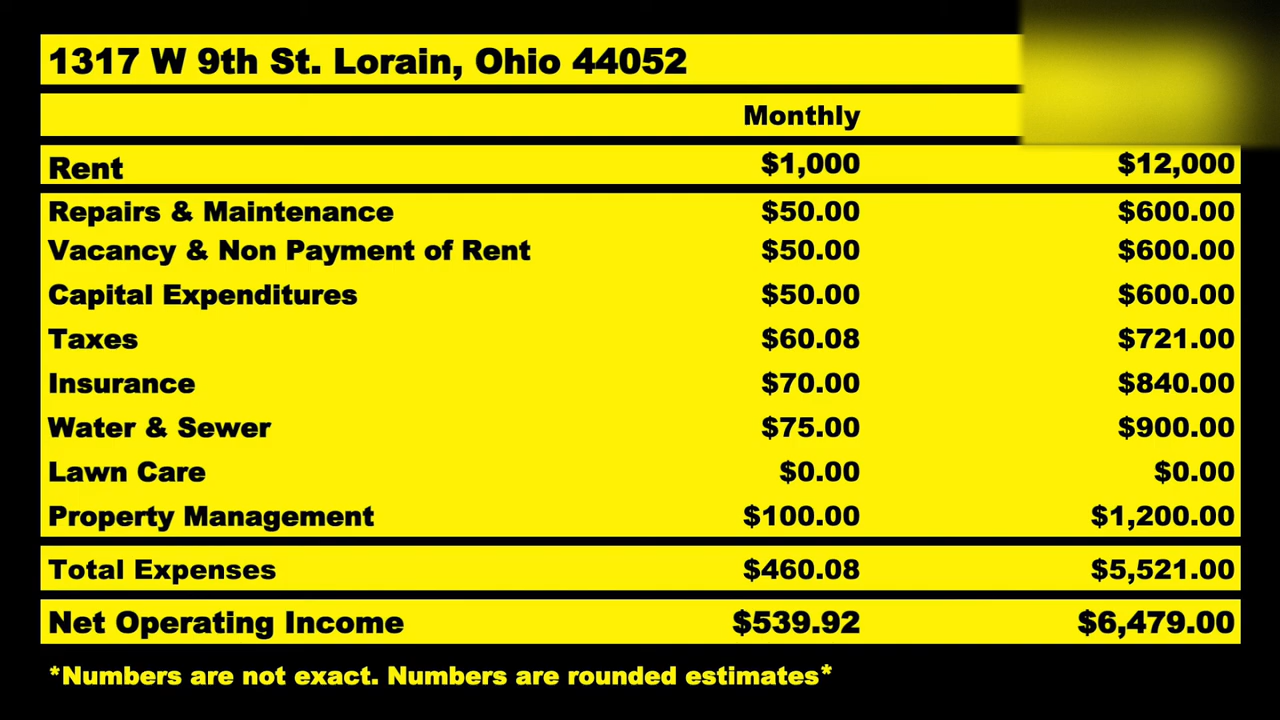 1317 W 9th St. Lorain, Ohio 44052
Monthly
Rent $1,000 $12,000
Repairs & Maintenance $50.00 $600.00
Vacancy & Non Payment of Rent $50.00 $600.00
Capital Expenditures $50.00 $600.00
Taxes $60.08 $721.00
Insurance $70.00 $840.00
Water & Sewer $75.00 $900.00
Lawn Care $0.00 $0.00
Property Management $100.00 $1,200.00
Total Expenses $460.08 $5,521.00
Net Operating Income $539.92 $6,479.00
*Numbers are not exact. Numbers are rounded estimates*